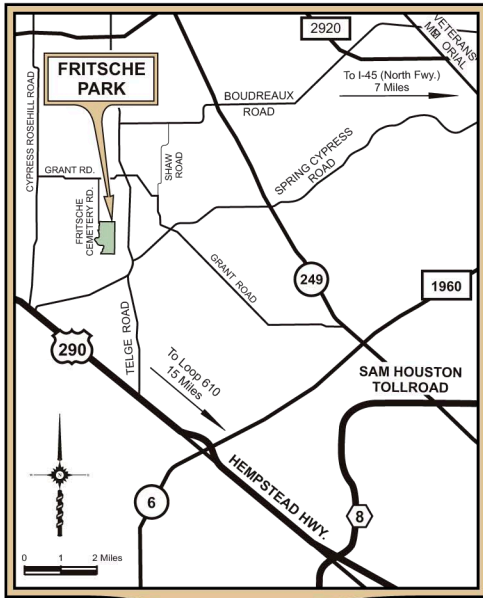 2920
VETERANS
MEMORIAL
FRITSCHE
PARK
To I-45 (North Fwy.)
7 Miles
BOUDREAUX
ROAD
CYPRESS ROSEHILL ROAD
GRANT RD.
SHAW
ROAD
SPRING CYPRESS
ROAD
FRITSCHE
CEMETERY RD.
GRANT ROAD
249
1960
290
TELGE ROAD
To Loop 610
15 Miles
SAM HOUSTON
TOLLROAD
HEMPSTEAD HWY.
6
8
0 1 2 Miles